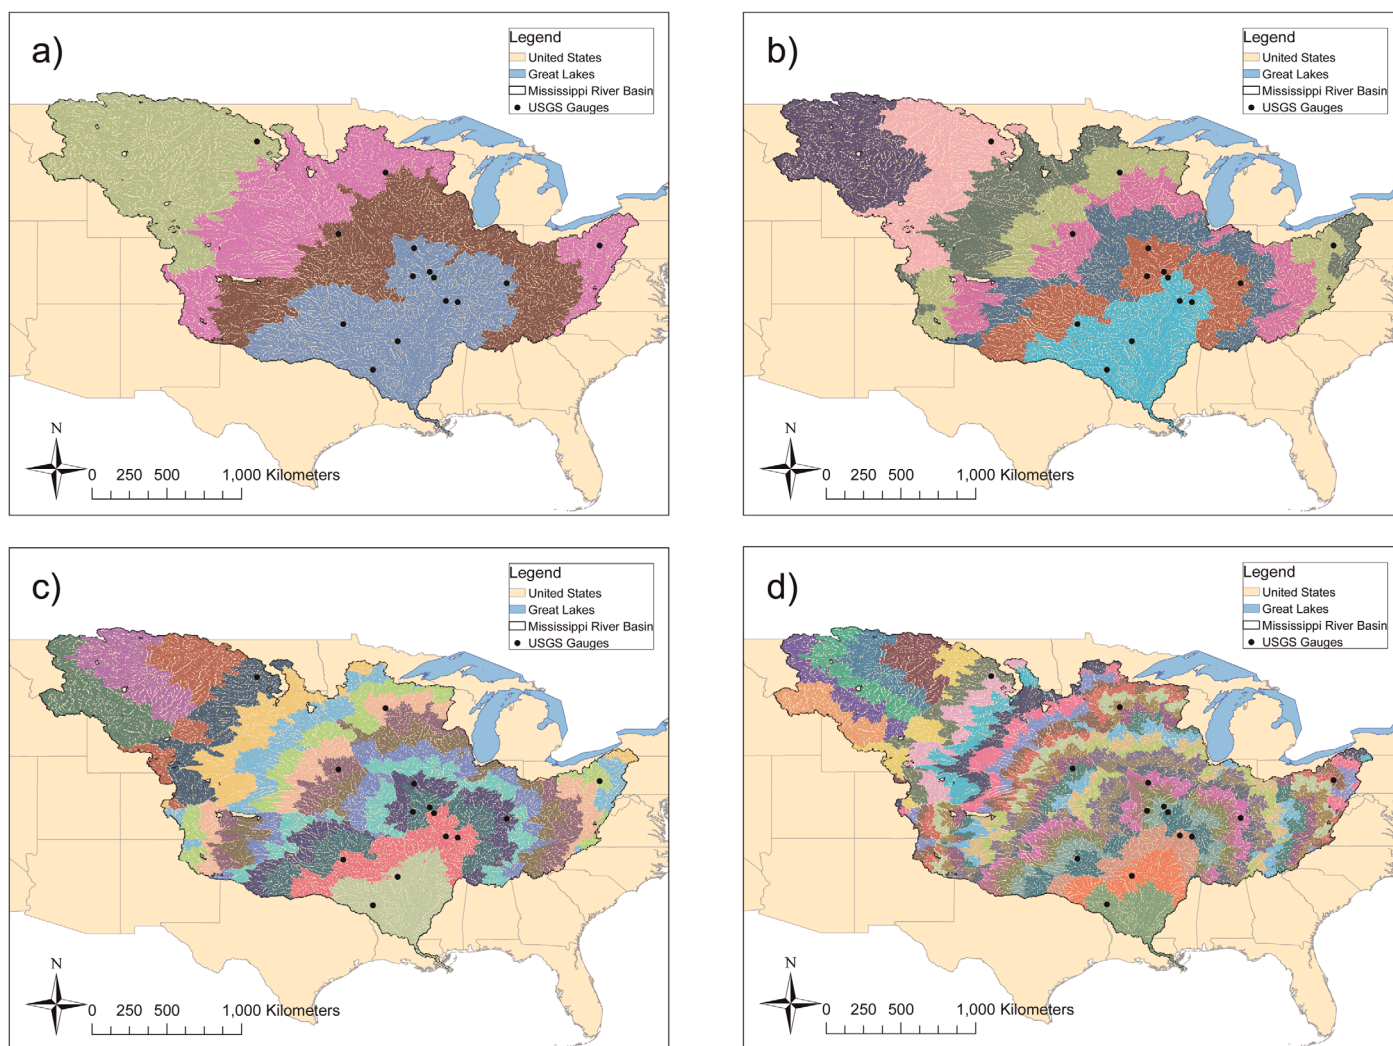 a)
Legend
United States
Great Lakes
Mississippi River Basin
USGS Gauges
N
0 250 500 1,000 Kilometers
b)
Legend
United States
Great Lakes
Mississippi River Basin
USGS Gauges
N
0 250 500 1,000 Kilometers
c)
Legend
United States
Great Lakes
Mississippi River Basin
USGS Gauges
N
0 250 500 1,000 Kilometers
d)
Legend
United States
Great Lakes
Mississippi River Basin
USGS Gauges
N
0 250 500 1,000 Kilometers